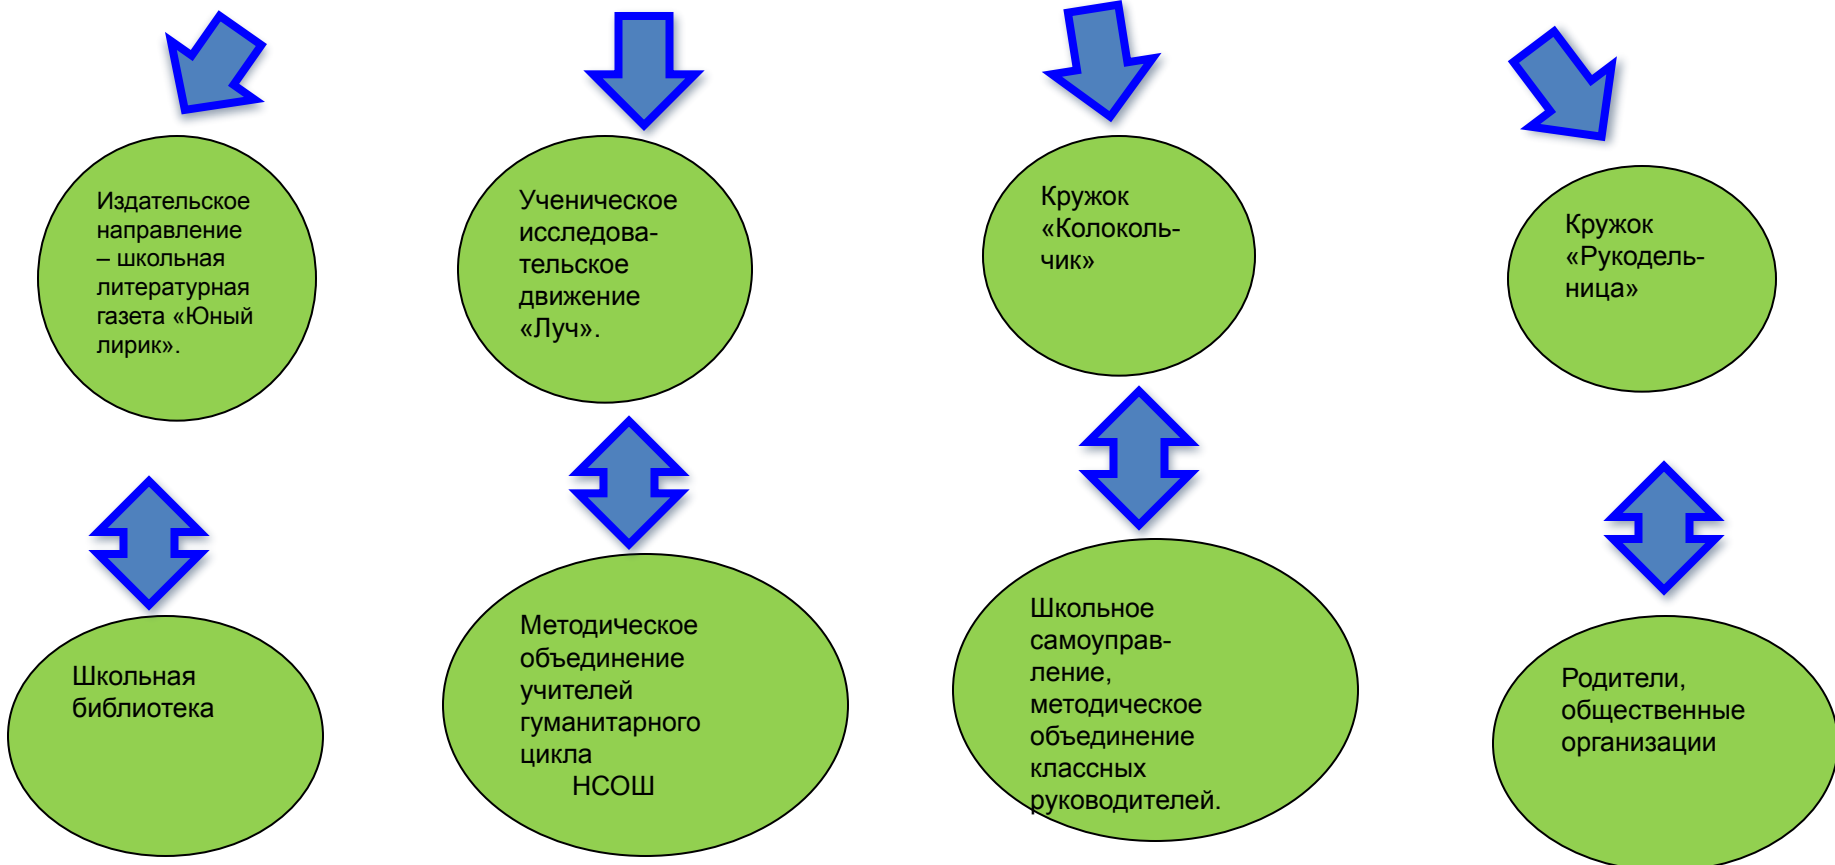 Издательское
направление
– школьная
литературная
газета «Юный
лирик».
Ученическое
исследова-
тельское
движение
«Луч».
Кружок
«Колоколь-
чик»
Кружок
«Рукодель-
ница»
Школьная
библиотека
Методическое
объединение
учителей
гуманитарного
цикла
НСОШ
Школьное
самоуправ-
ление,
методическое
объединение
классных
руководителей.
Родители,
общественные
организации